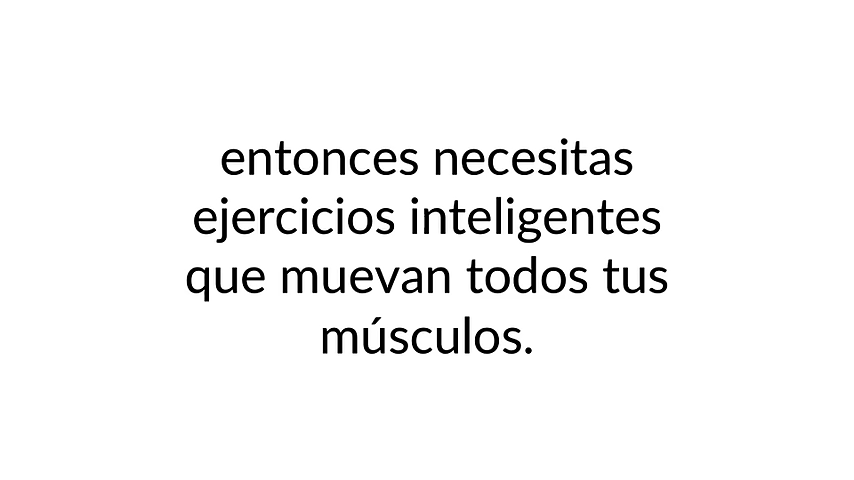 entonces necesitas
ejercicios inteligentes
que muevan todos tus
músculos.